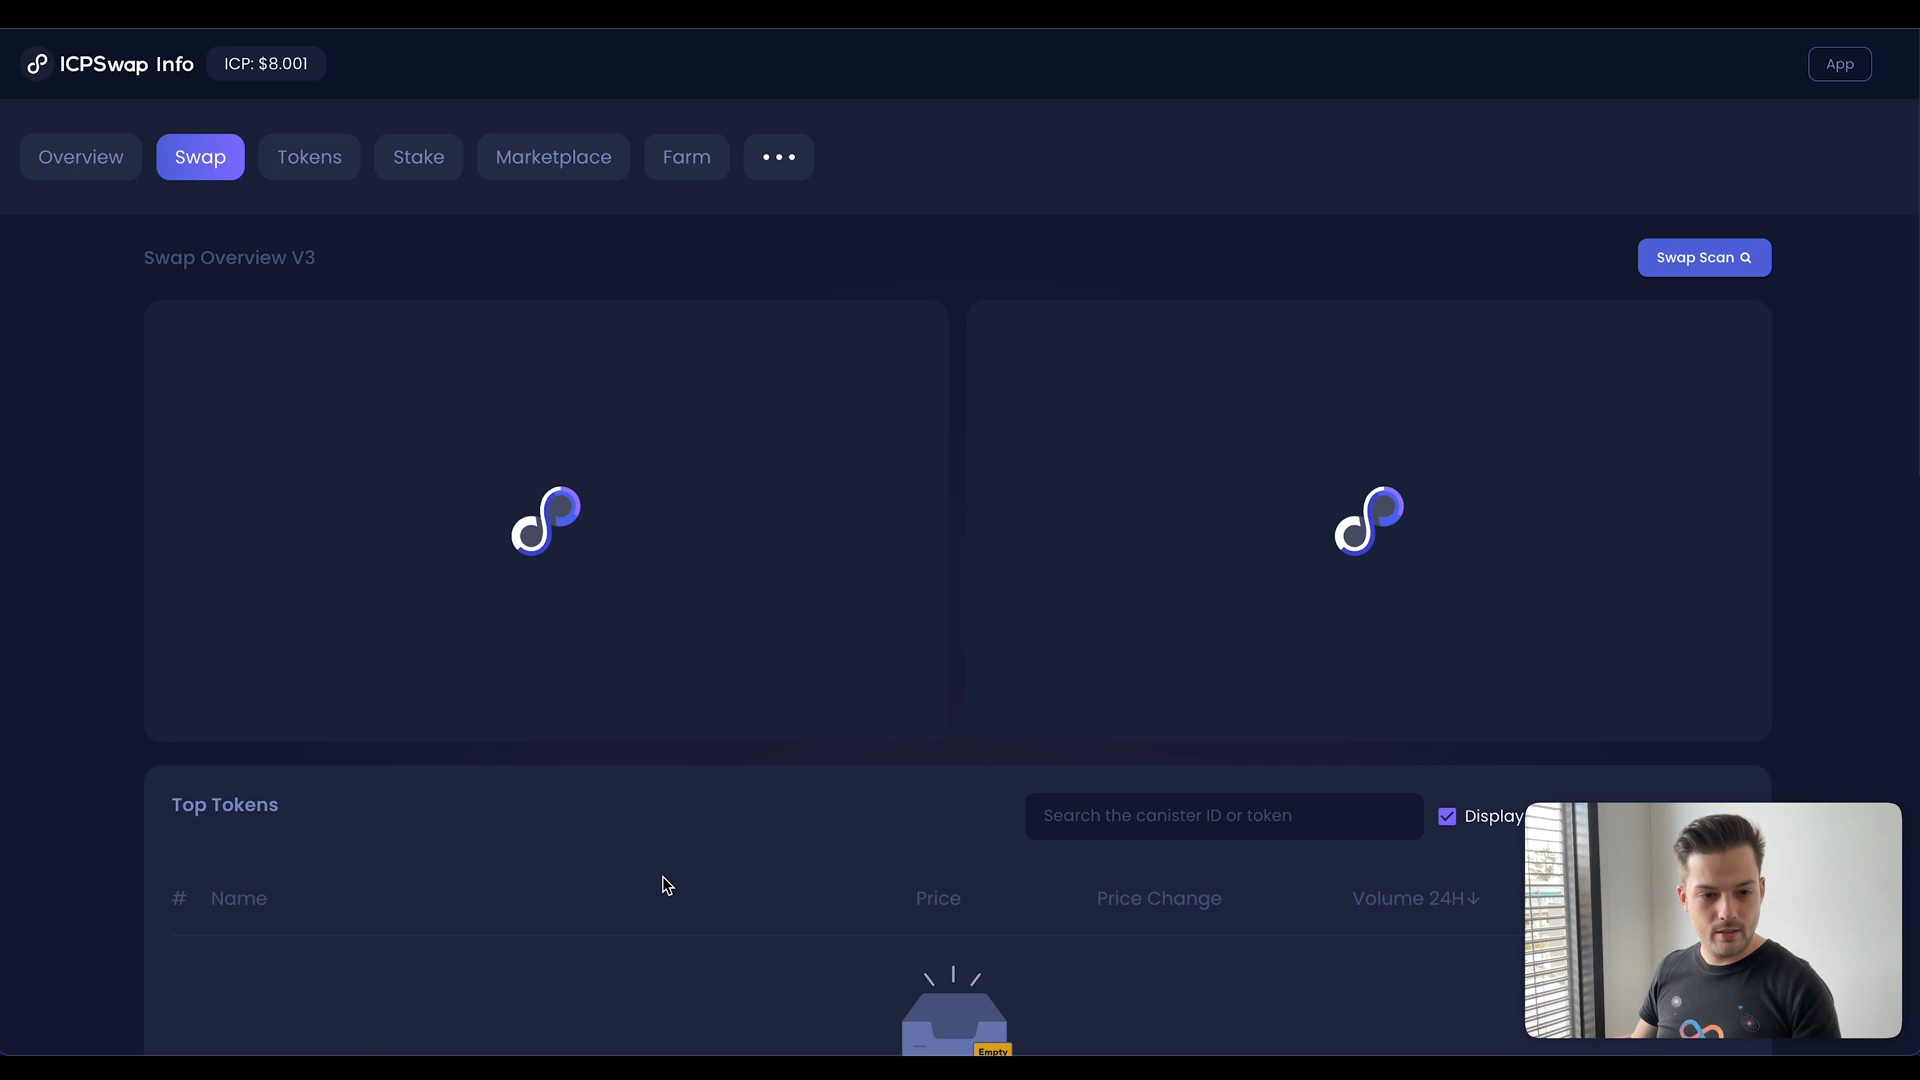 ICPSwap Info
ICP: $8.001
App
Overview
Swap
Tokens
Stake
Marketplace
Farm
Swap Overview V3
Swap Scan
Top Tokens
Search the canister ID or token
Display
#
Name
Price
Price Change
Volume 24H↓
Empty